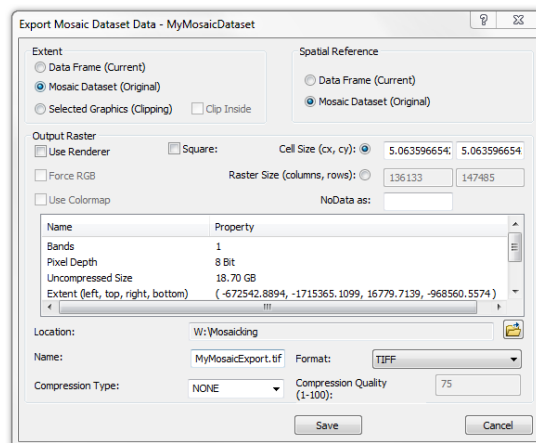 Export Mosaic Dataset Data - MyMosaicDataset
Extent
Data Frame (Current)
Mosaic Dataset (Original)
Selected Graphics (Clipping)
Clip Inside
Spatial Reference
Data Frame (Current)
Mosaic Dataset (Original)
Output Raster
Use Renderer
Square:
Cell Size (cx, cy):
5.063596654
5.063596654
Force RGB
Raster Size (columns, rows):
136133
147485
Use Colormap
NoData as:
Name
Property
Bands
1
Pixel Depth
8 Bit
Uncompressed Size
18.70 GB
Extent (left, top, right, bottom)
( -672542.8894, -1715365.1099, 16779.7139, -968560.5574 )
Location:
W:\Mosaicking
Name:
MyMosaicExport.tif
Format:
TIFF
Compression Type:
NONE
Compression Quality
(1-100):
75
Save
Cancel